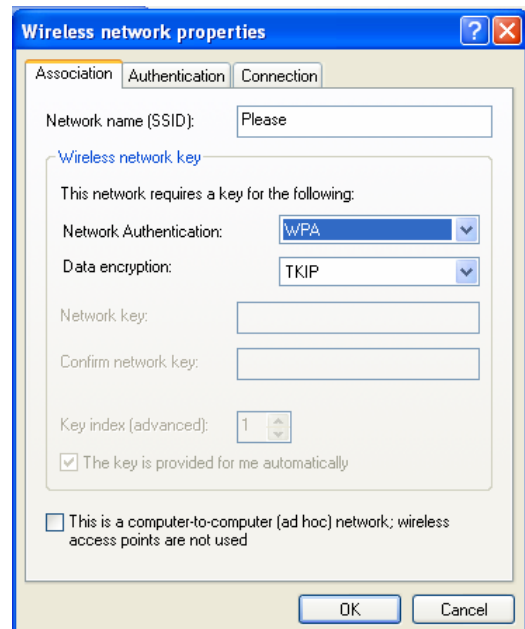 Wireless network properties
Association Authentication Connection
Network name (SSID): Please
Wireless network key
This network requires a key for the following:
Network Authentication: WPA
Data encryption: TKIP
Network key:
Confirm network key:
Key index (advanced): 1
The key is provided for me automatically
This is a computer-to-computer (ad hoc) network; wireless
access points are not used
OK Cancel